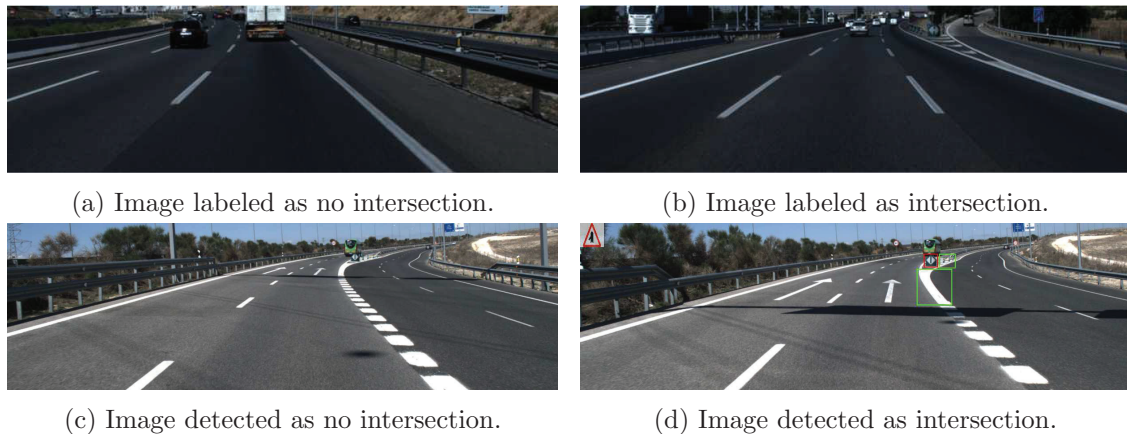 (a) Image labeled as no intersection.
(b) Image labeled as intersection.
(c) Image detected as no intersection.
(d) Image detected as intersection.